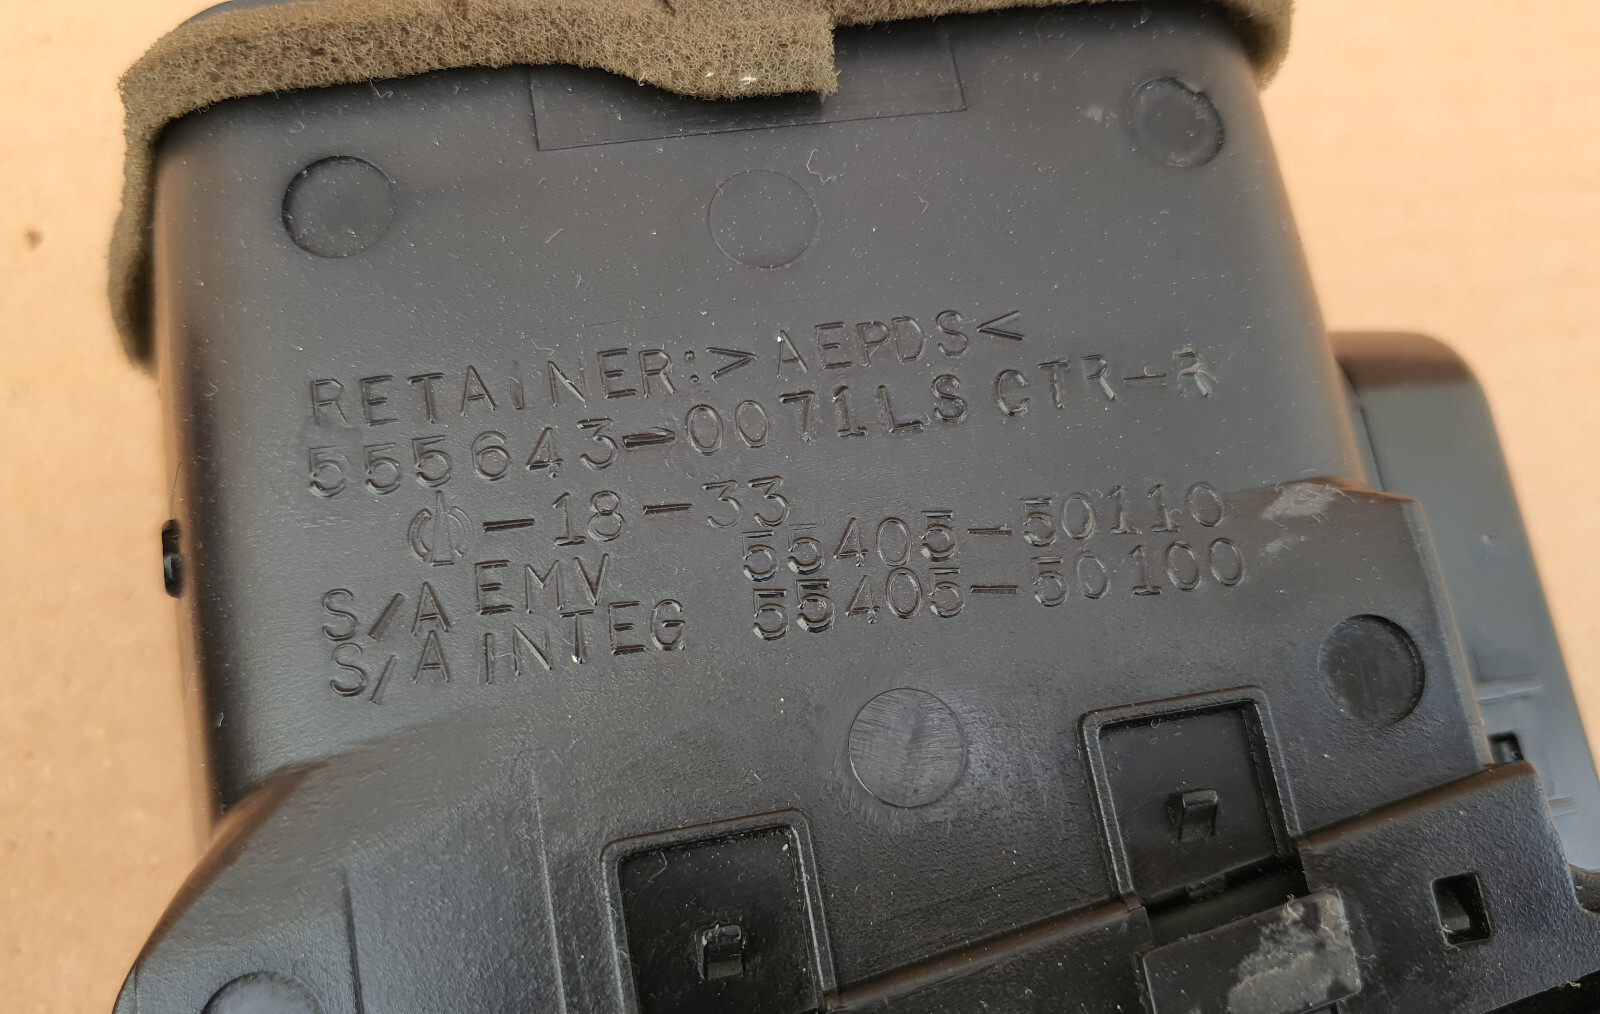 RETAINER:>AEPDS<
555643-0071LS CTR-R
-18-33
S/A EMV 55405-50110
S/A INTEG 55405-50100